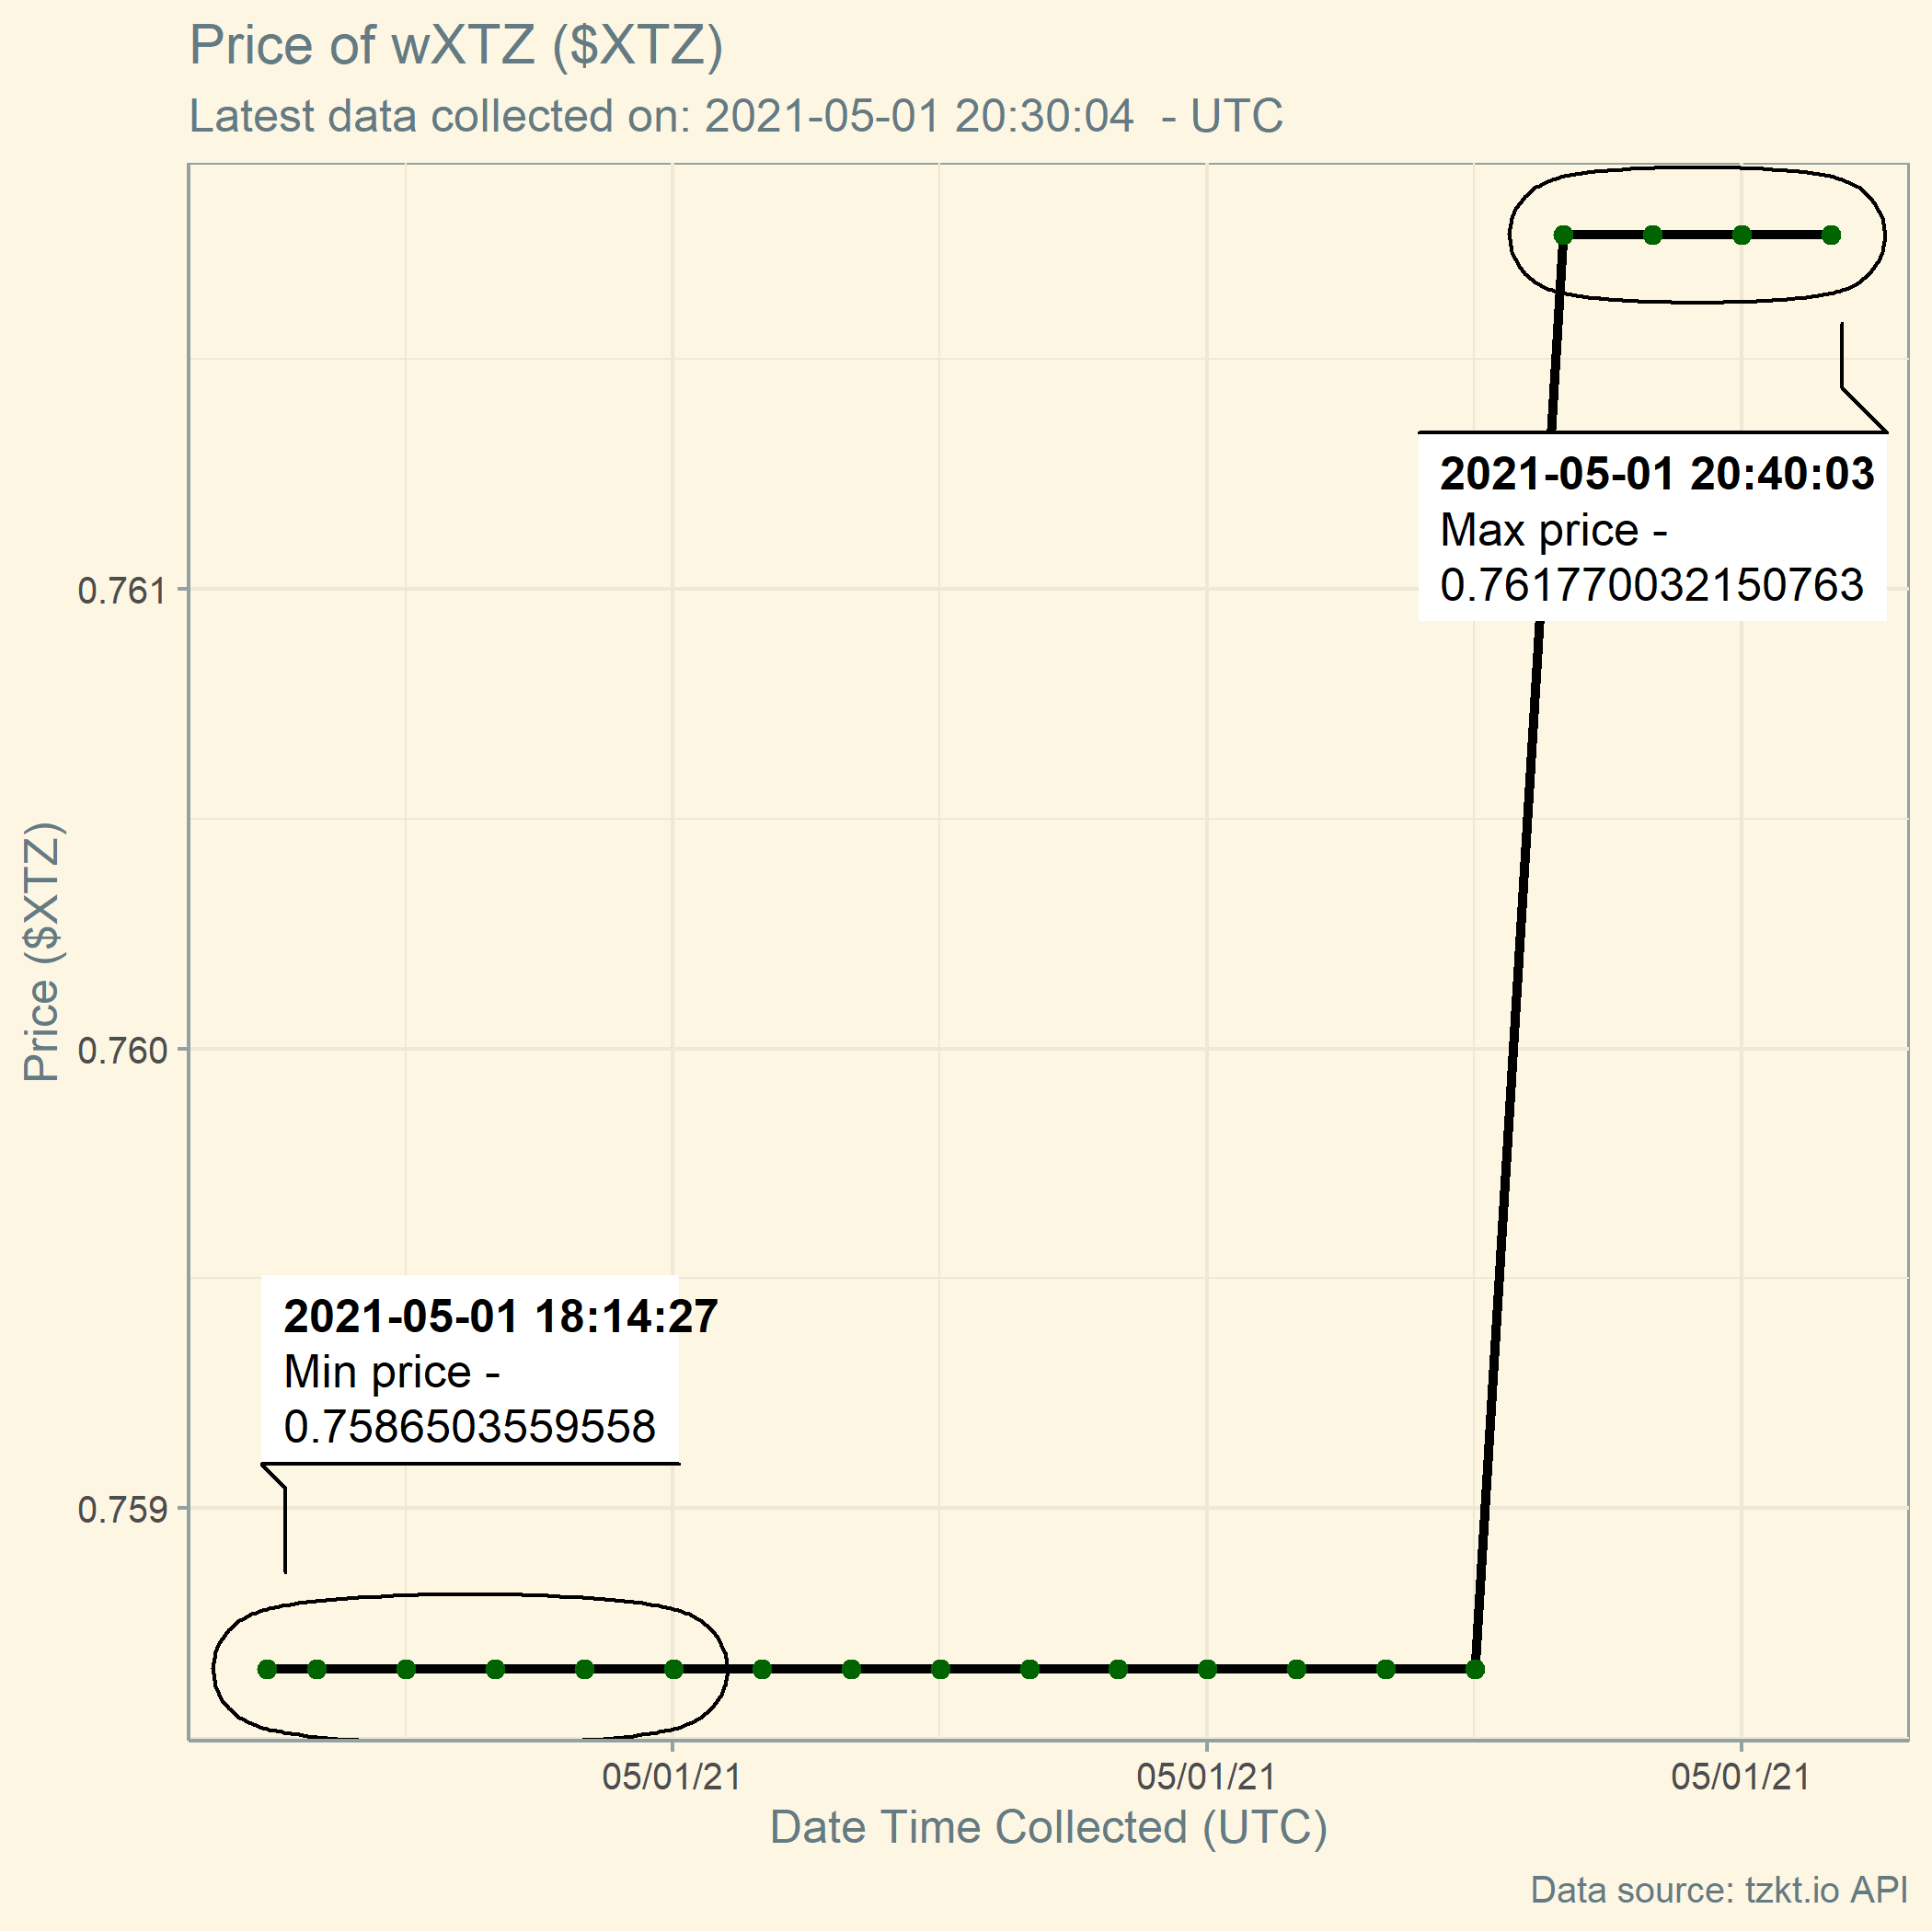 Price of wXTZ ($XTZ)
Latest data collected on: 2021-05-01 20:30:04  - UTC
2021-05-01 20:40:03
Max price -
0.761770032150763
0.761
Price ($XTZ)
0.760
2021-05-01 18:14:27
Min price -
0.7586503559558
0.759
05/01/21
05/01/21
05/01/21
Date Time Collected (UTC)
Data source: tzkt.io API